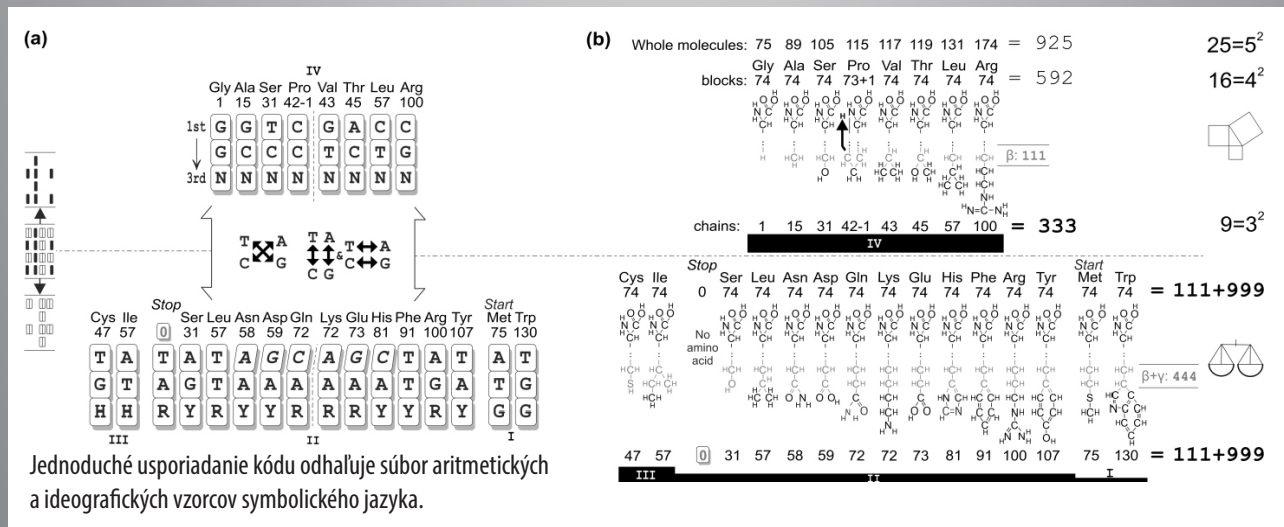 (a)
IV
Gly Ala Ser Pro Val Thr Leu Arg
1 15 31 42-1 43 45 57 100
1st G G T C G A C C
G C C C T C T G
3rd N N N N N N N N
T A T A T A
&
C G C G C G
Stop Start
Cys Ile Ser Leu Asn Asp Gln Lys Glu His Phe Arg Tyr Met Trp
47 57 0 31 57 58 59 72 72 73 81 91 100 107 75 130
T A T A T A G C A G C T A T A T
G T A G T A A A A A A T G A T G
H H R Y R Y Y R R R Y Y R Y G G
III II I
Jednoduché usporiadanie kódu odhaľuje súbor aritmetických
a ideografických vzorcov symbolického jazyka.
(b)
Whole molecules: 75 89 105 115 117 119 131 174 = 925 25=5²
Gly Ala Ser Pro Val Thr Leu Arg
blocks: 74 74 74 73+1 74 74 74 74 = 592 16=4²
β: 111
chains: 1 15 31 42-1 43 45 57 100 = 333 9=3²
IV
Stop Start
Cys Ile Ser Leu Asn Asp Gln Lys Glu His Phe Arg Tyr Met Trp
74 74 0 74 74 74 74 74 74 74 74 74 74 74 74 74 = 111+999
No
amino
acid
β+γ: 444
47 57 0 31 57 58 59 72 72 73 81 91 100 107 75 130 = 111+999
III II I